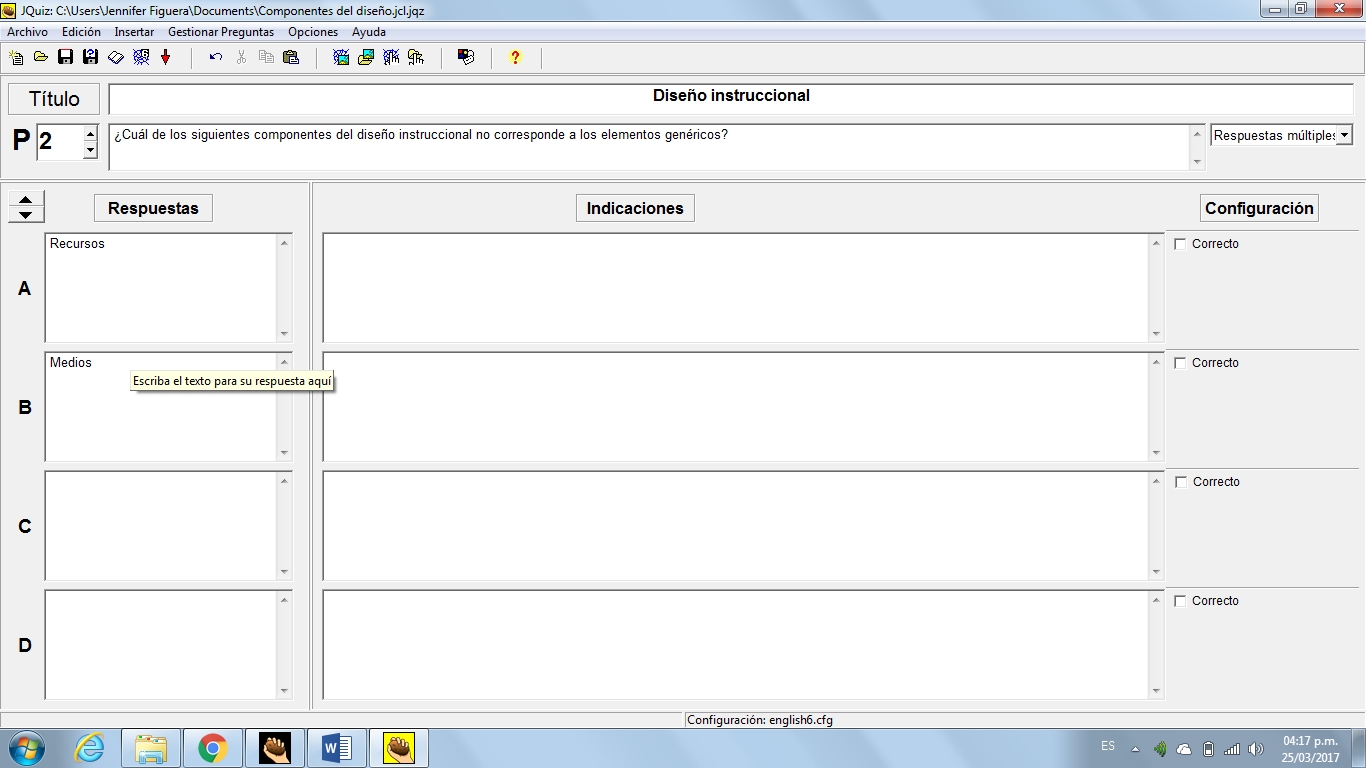 JQuiz: C:\Users\Jennifer Figuera\Documents\Componentes del diseño.jcl.jqz
Archivo Edición Insertar Gestionar Preguntas Opciones Ayuda
Título
Diseño instruccional
P 2
¿Cuál de los siguientes componentes del diseño instruccional no corresponde a los elementos genéricos?
Respuestas múltiples
Respuestas
Indicaciones
Configuración
A
Recursos
Correcto
B
Medios
Correcto
Escriba el texto para su respuesta aquí
C
Correcto
D
Correcto
Configuración: english6.cfg
ES
04:17 p.m.
25/03/2017